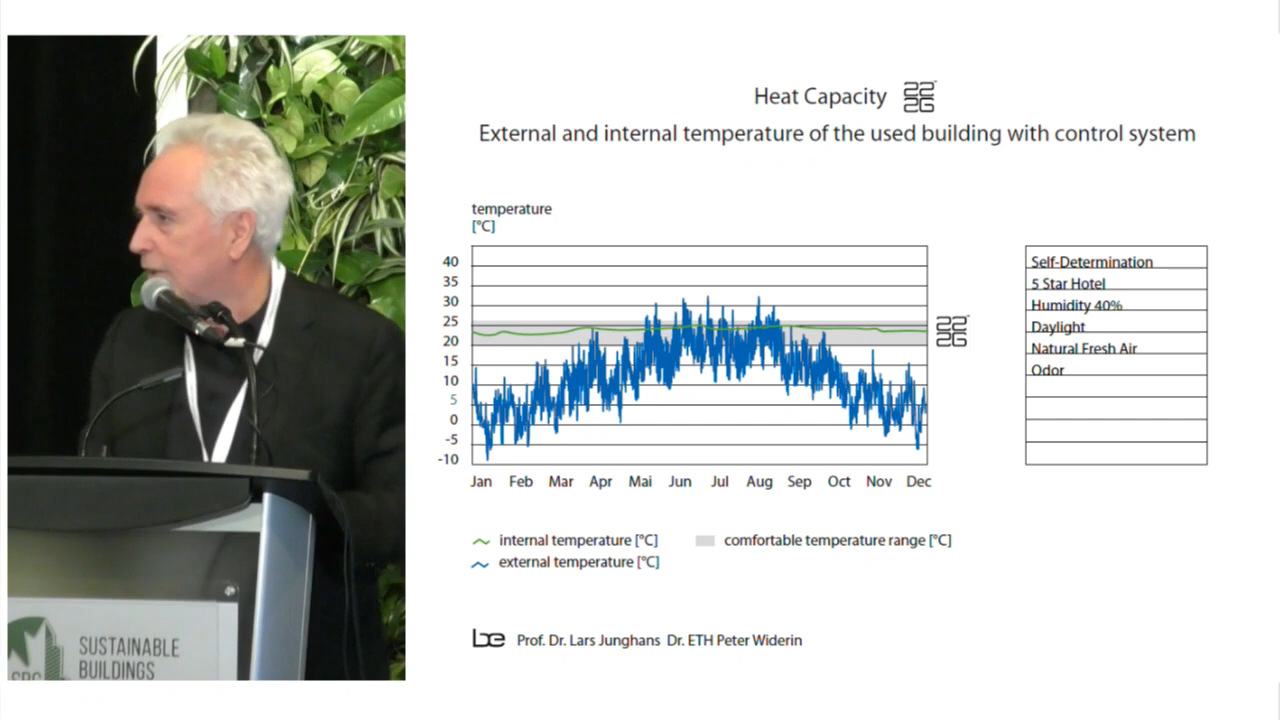 Heat Capacity 2226
External and internal temperature of the used building with control system
temperature
[°C]
40
35
30
25
20
15
10
5
0
-5
-10
Jan Feb Mar Apr Mai Jun Jul Aug Sep Oct Nov Dec
2226
Self-Determination
5 Star Hotel
Humidity 40%
Daylight
Natural Fresh Air
Odor
internal temperature [°C]
comfortable temperature range [°C]
external temperature [°C]
be Prof. Dr. Lars Junghans Dr. ETH Peter Widerin
SUSTAINABLE
BUILDINGS